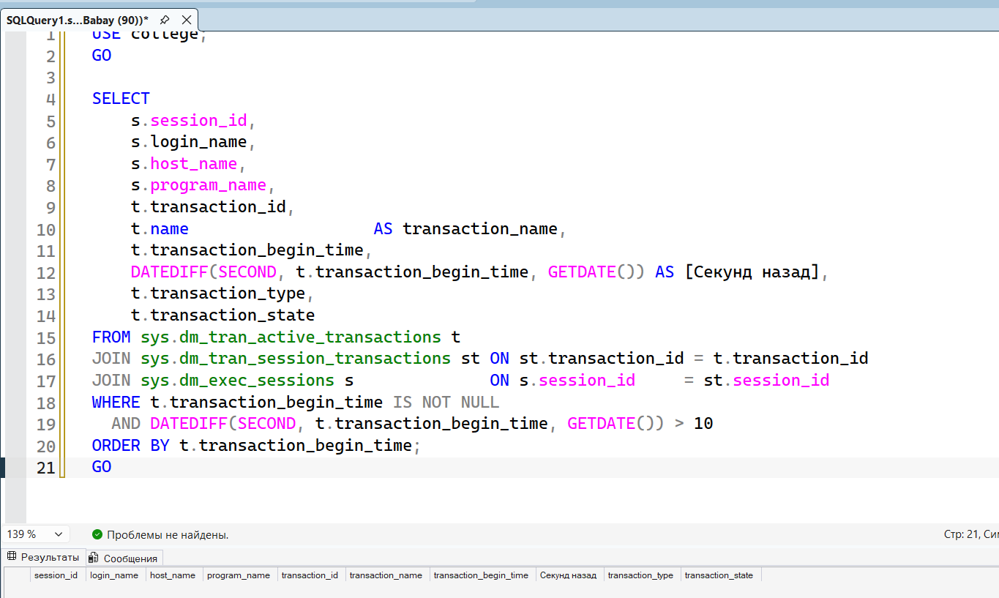 SQLQuery1.s...Babay (90))*
1 USE college;
2 GO
3
4 SELECT
5 s.session_id,
6 s.login_name,
7 s.host_name,
8 s.program_name,
9 t.transaction_id,
10 t.name AS transaction_name,
11 t.transaction_begin_time,
12 DATEDIFF(SECOND, t.transaction_begin_time, GETDATE()) AS [Секунд назад],
13 t.transaction_type,
14 t.transaction_state
15 FROM sys.dm_tran_active_transactions t
16 JOIN sys.dm_tran_session_transactions st ON st.transaction_id = t.transaction_id
17 JOIN sys.dm_exec_sessions s ON s.session_id = st.session_id
18 WHERE t.transaction_begin_time IS NOT NULL
19 AND DATEDIFF(SECOND, t.transaction_begin_time, GETDATE()) > 10
20 ORDER BY t.transaction_begin_time;
21 GO
139 % Проблемы не найдены. Стр: 21, Сим
Результаты Сообщения
session_id login_name host_name program_name transaction_id transaction_name transaction_begin_time Секунд назад transaction_type transaction_state